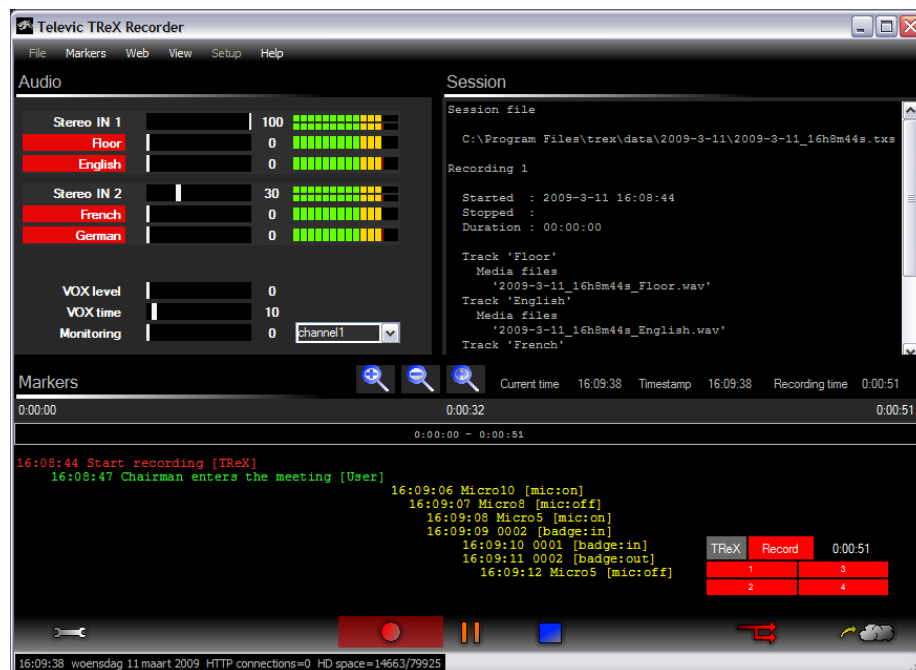 Televic TReX Recorder
File Markers Web View Setup Help
Audio
Stereo IN 1 100
Floor 0
English 0
Stereo IN 2 30
French 0
German 0
VOX level 0
VOX time 10
Monitoring 0 channel1
Session
Session file
C:\Program Files\trex\data\2009-3-11\2009-3-11_16h8m44s.txs
Recording 1
Started : 2009-3-11 16:08:44
Stopped :
Duration : 00:00:00
Track 'Floor'
Media files
'2009-3-11_16h8m44s_Floor.wav'
Track 'English'
Media files
'2009-3-11_16h8m44s_English.wav'
Track 'French'
Markers
Current time 16:09:38 Timestamp 16:09:38 Recording time 0:00:51
0:00:00 0:00:32 0:00:51
0:00:00 - 0:00:51
16:08:44 Start recording [TReX]
16:08:47 Chairman enters the meeting [User]
16:09:06 Micro10 [mic:on]
16:09:07 Micro8 [mic:off]
16:09:08 Micro5 [mic:on]
16:09:09 0002 [badge:in]
16:09:10 0001 [badge:in]
16:09:11 0002 [badge:out]
16:09:12 Micro5 [mic:off]
TReX Record 0:00:51
1 3
2 4
16:09:38 woensdag 11 maart 2009 HTTP connections=0 HD space=14663/79925